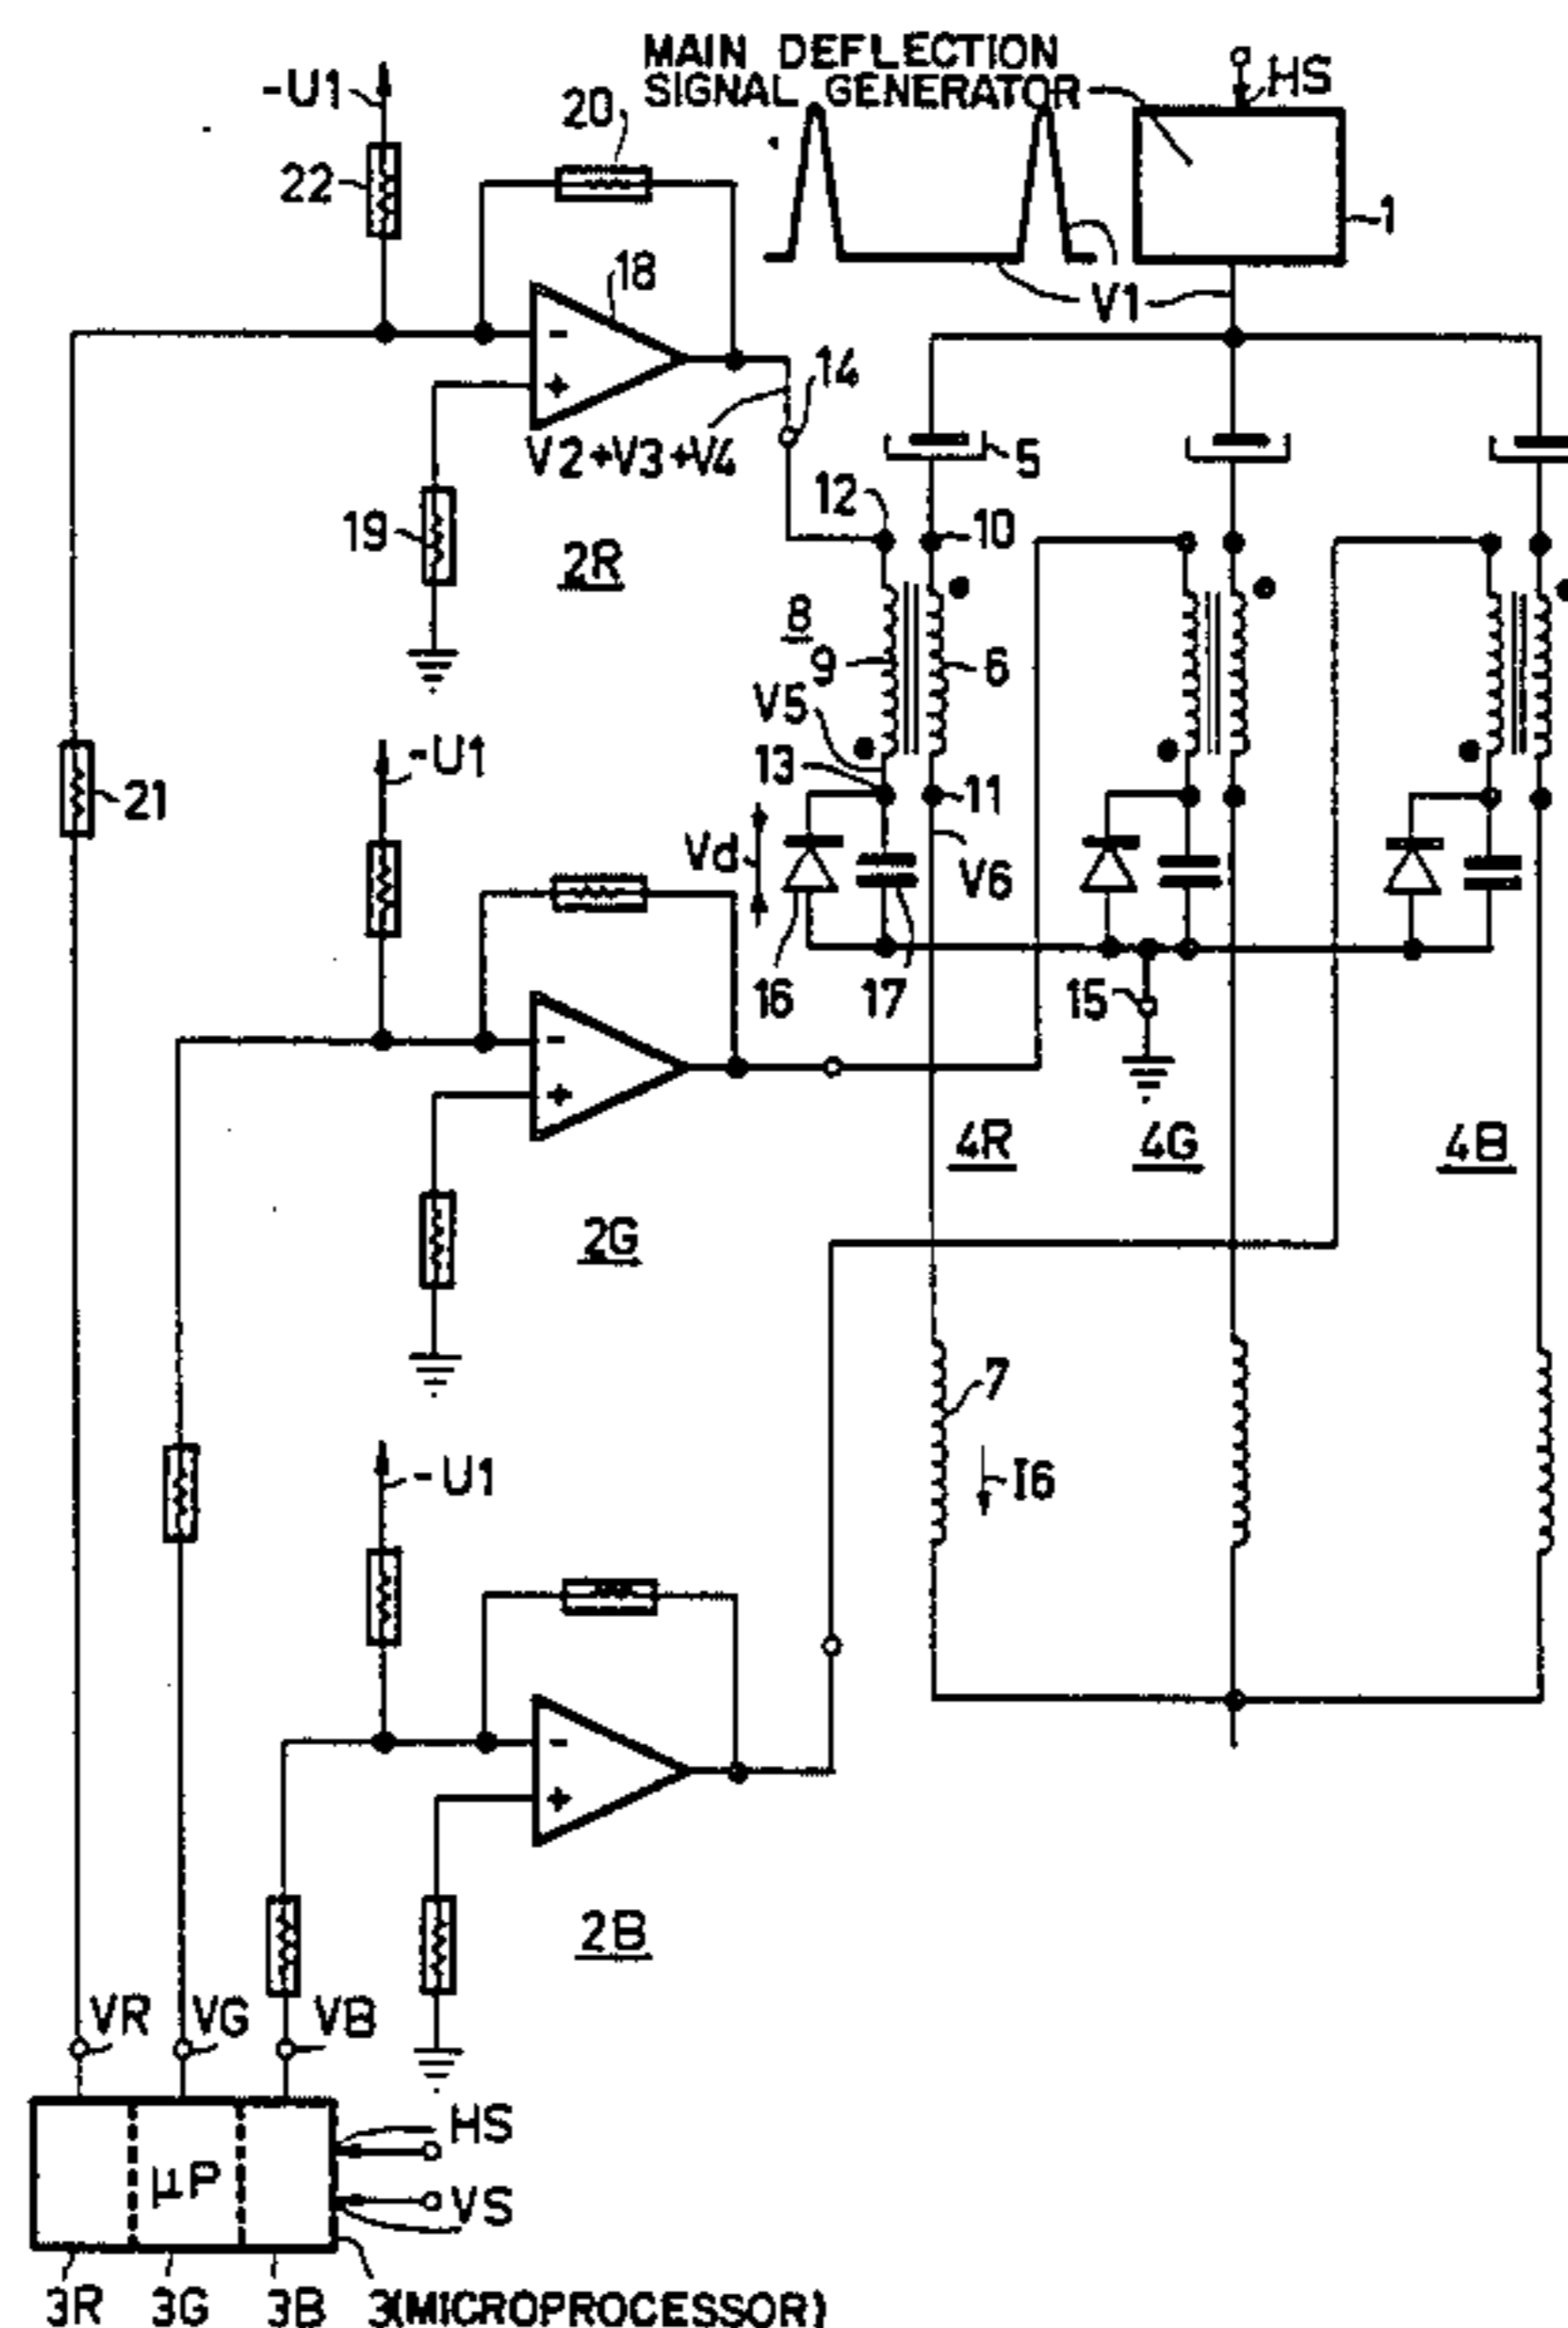 MAIN DEFLECTION
SIGNAL GENERATOR
HS
-U1
20
22
1
18
V1
14
V2+V3+V4
5
12
10
19
2R
8
9
6
V5
-U1
13
11
21
Vd
V6
16
17
15
4R
4G
4B
2G
7
-U1
I6
2B
VR
VG
VB
HS
µP
VS
3R
3G
3B
3(MICROPROCESSOR)
-
+
-
+
-
+